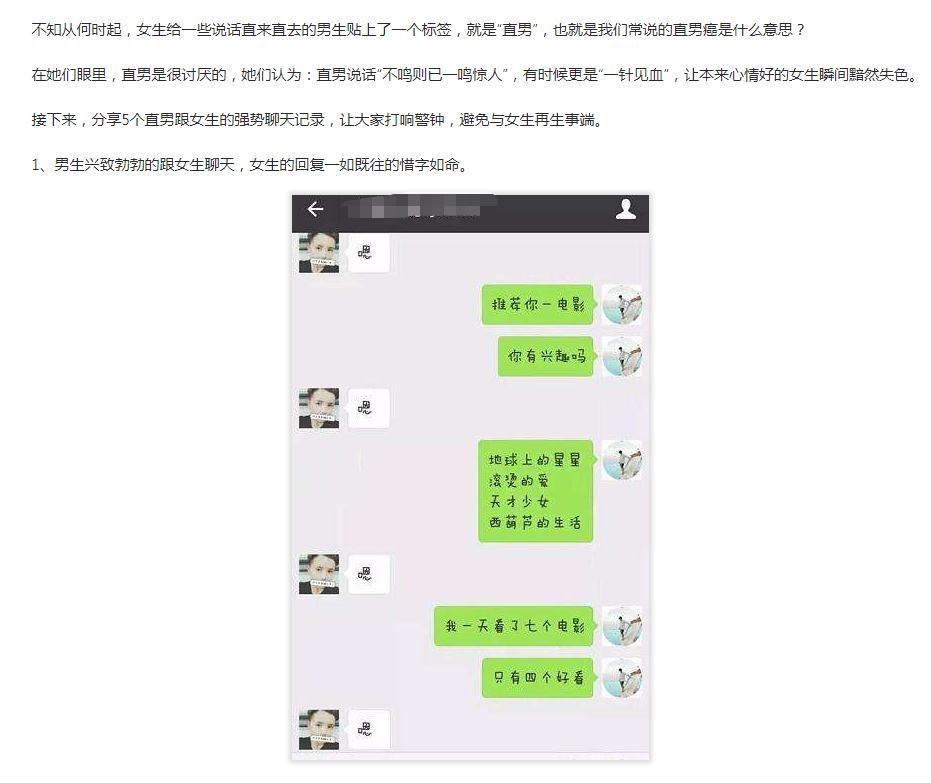 不知从何时起，女生给一些说话直来直去的男生贴上了一个标签，就是“直男”，也就是我们常说的直男癌是什么意思？
在她们眼里，直男是很讨厌的，她们认为：直男说话“不鸣则已一鸣惊人”，有时候更是“一针见血”，让本来心情好的女生瞬间黯然失色。
接下来，分享5个直男跟女生的强势聊天记录，让大家打响警钟，避免与女生再生事端。
1、男生兴致勃勃的跟女生聊天，女生的回复一如既往的惜字如命。
嗯
推荐你一电影
你有兴趣吗
嗯
地球上的星星
滚烫的爱
天才少女
西葫芦的生活
嗯
我一天看了七个电影
只有四个好看
嗯